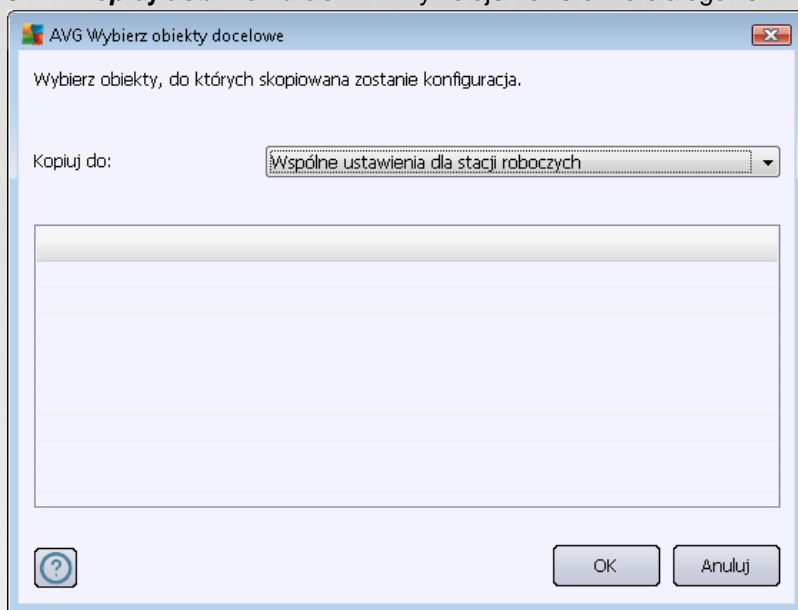 AVG Wybierz obiekty docelowe
Wybierz obiekty, do których skopiowana zostanie konfiguracja.
Kopiuj do: Wspólne ustawienia dla stacji roboczych
? OK Anuluj